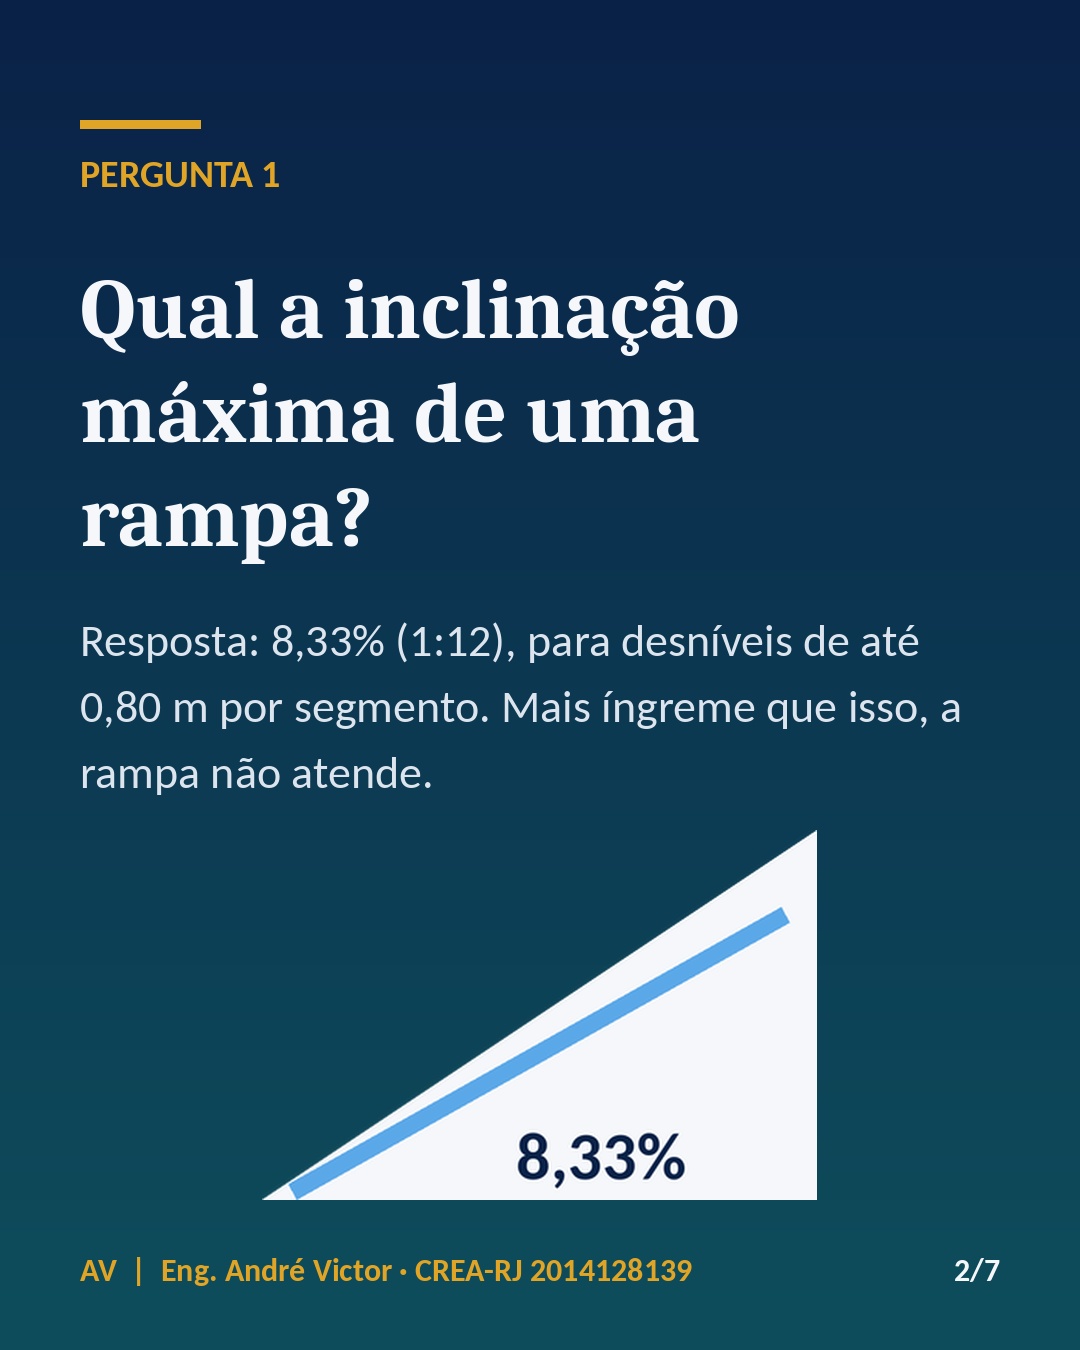 PERGUNTA 1
Qual a inclinação
máxima de uma
rampa?
Resposta: 8,33% (1:12), para desníveis de até
0,80 m por segmento. Mais íngreme que isso, a
rampa não atende.
8,33%
AV | Eng. André Victor · CREA-RJ 2014128139
2/7